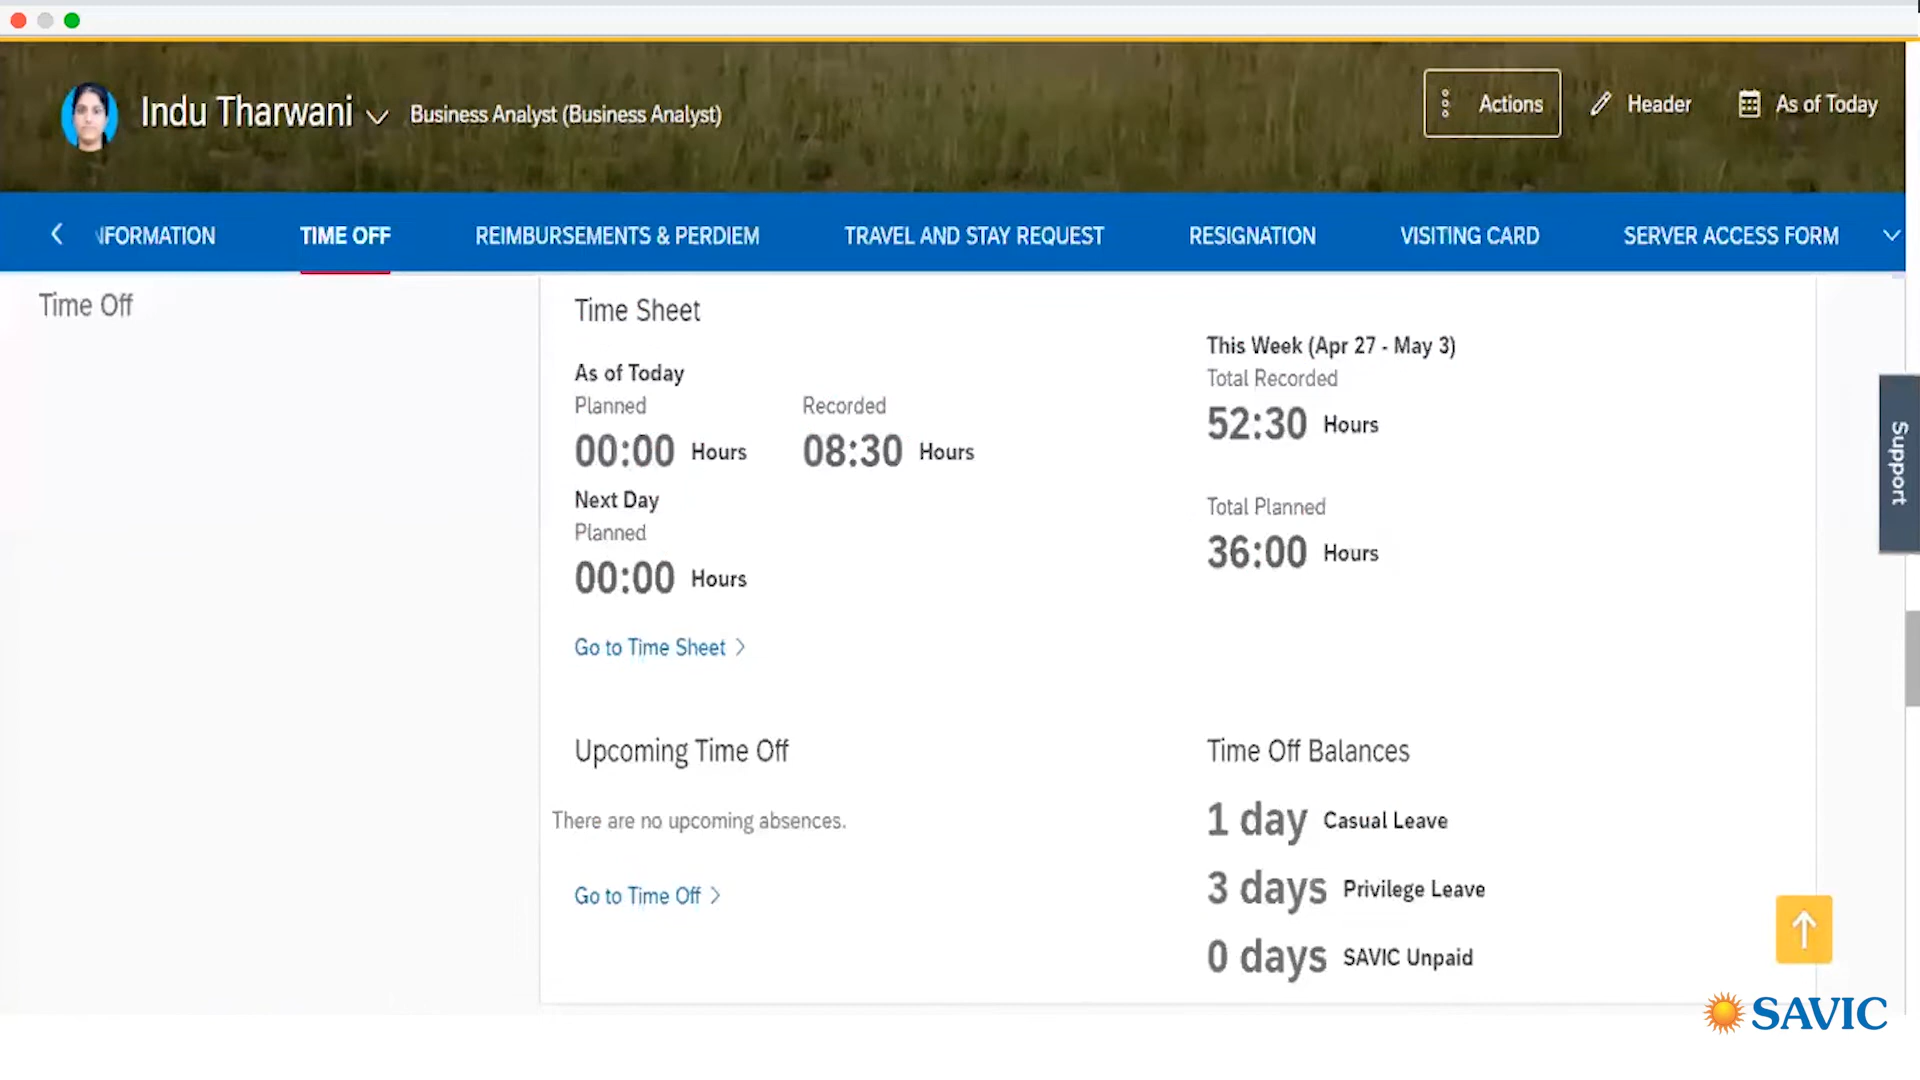 Indu Tharwani Business Analyst (Business Analyst) Actions Header As of Today
NFORMATION TIME OFF REIMBURSEMENTS & PERDIEM TRAVEL AND STAY REQUEST RESIGNATION VISITING CARD SERVER ACCESS FORM
Time Off
Time Sheet
As of Today
Planned Recorded
00:00 Hours 08:30 Hours
Next Day
Planned
00:00 Hours
Go to Time Sheet
This Week (Apr 27 - May 3)
Total Recorded
52:30 Hours
Total Planned
36:00 Hours
Support
Upcoming Time Off
There are no upcoming absences.
Go to Time Off
Time Off Balances
1 day Casual Leave
3 days Privilege Leave
0 days SAVIC Unpaid
SAVIC